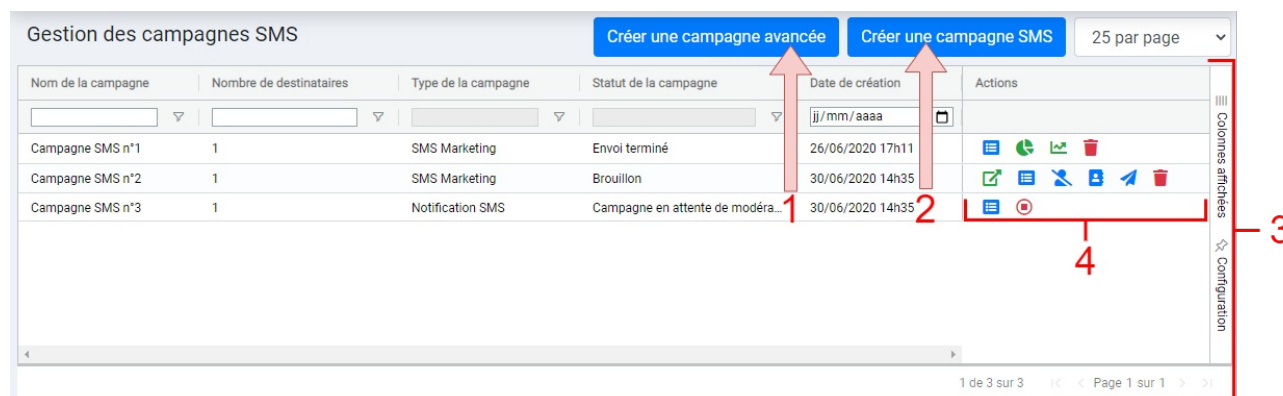 Gestion des campagnes SMS
Créer une campagne avancée
Créer une campagne SMS
25 par page
Nom de la campagne Nombre de destinataires Type de la campagne Statut de la campagne Date de création Actions
jj/mm/aaaa
Campagne SMS n°1 1 SMS Marketing Envoi terminé 26/06/2020 17h11
Campagne SMS n°2 1 SMS Marketing Brouillon 30/06/2020 14h35
Campagne SMS n°3 1 Notification SMS Campagne en attente de modéra... 30/06/2020 14h35
1
2
4
3
Colonnes affichées
Configuration
1 de 3 sur 3 Page 1 sur 1